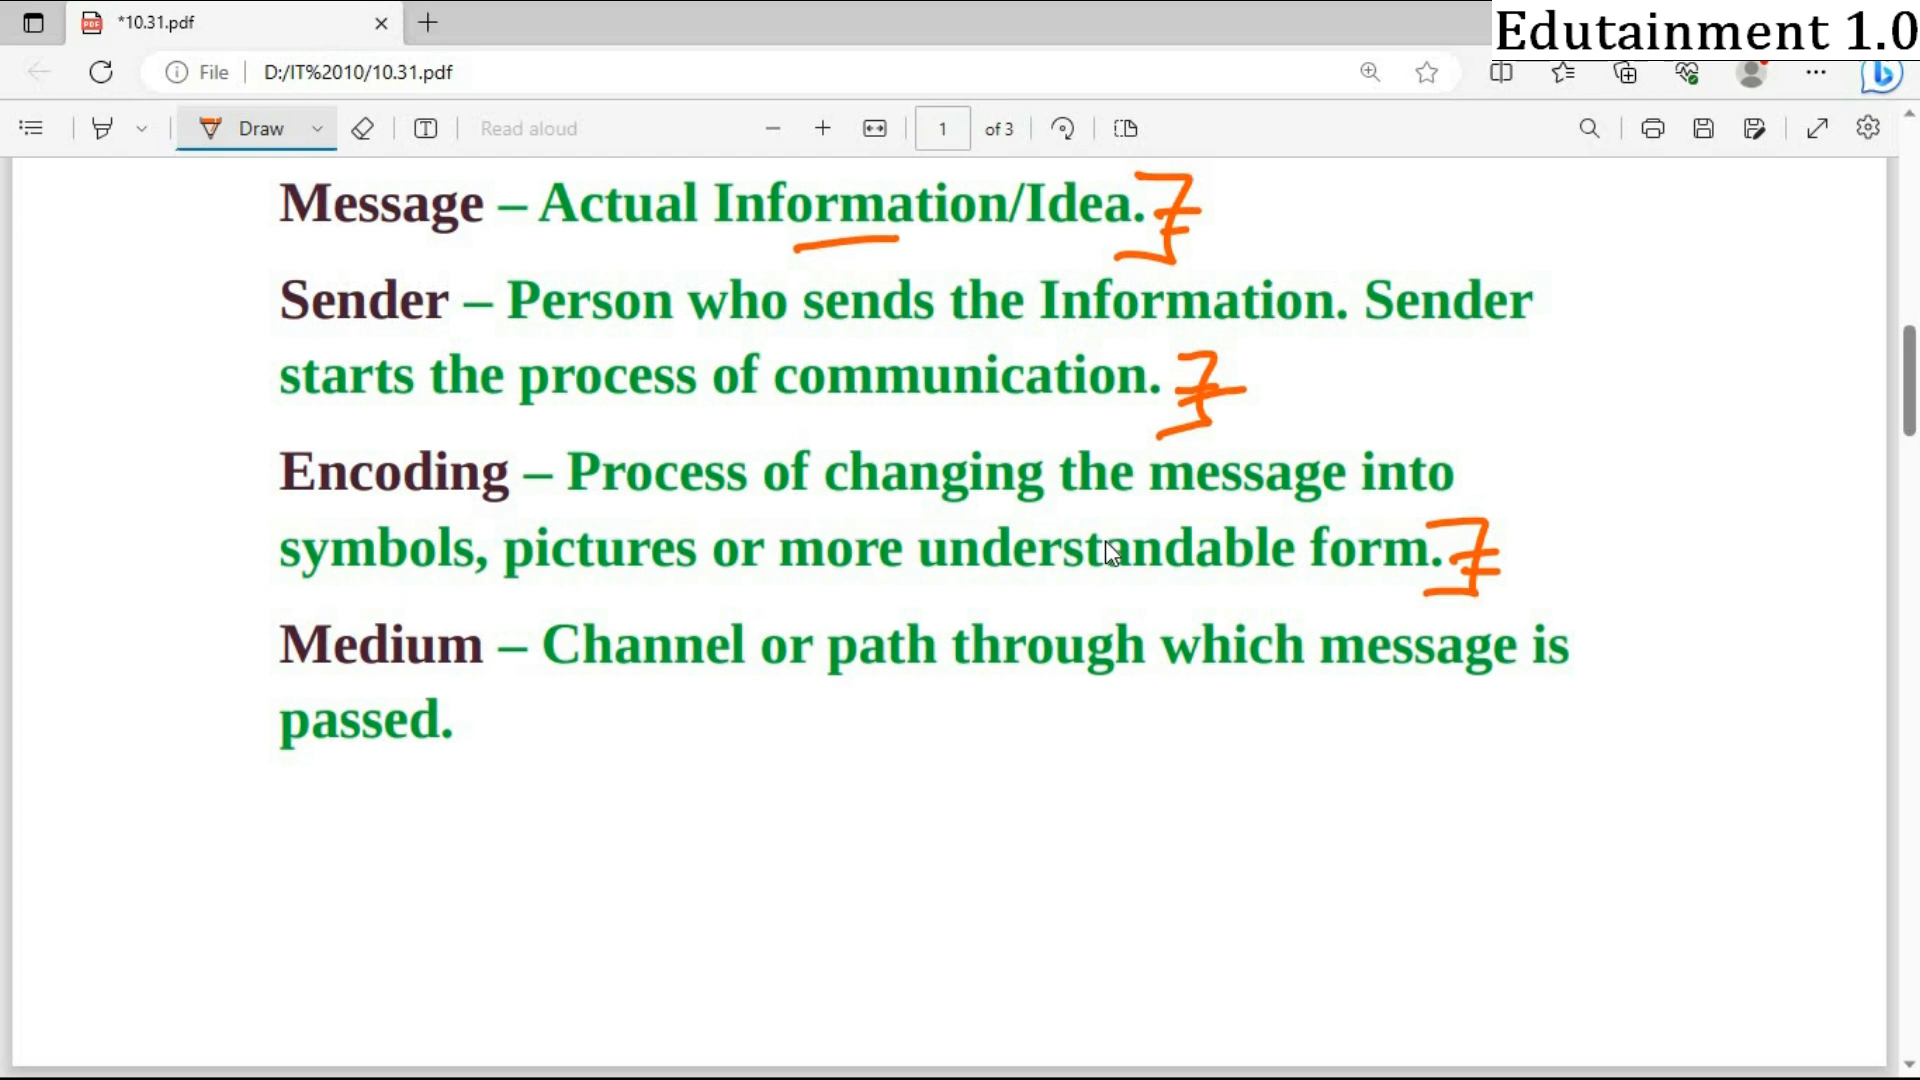 *10.31.pdf
Edutainment 1.0
File
D:/IT%2010/10.31.pdf
Draw
Read aloud
1
of 3
Message – Actual Information/Idea.
Sender – Person who sends the Information. Sender
starts the process of communication.
Encoding – Process of changing the message into
symbols, pictures or more understandable form.
Medium – Channel or path through which message is
passed.